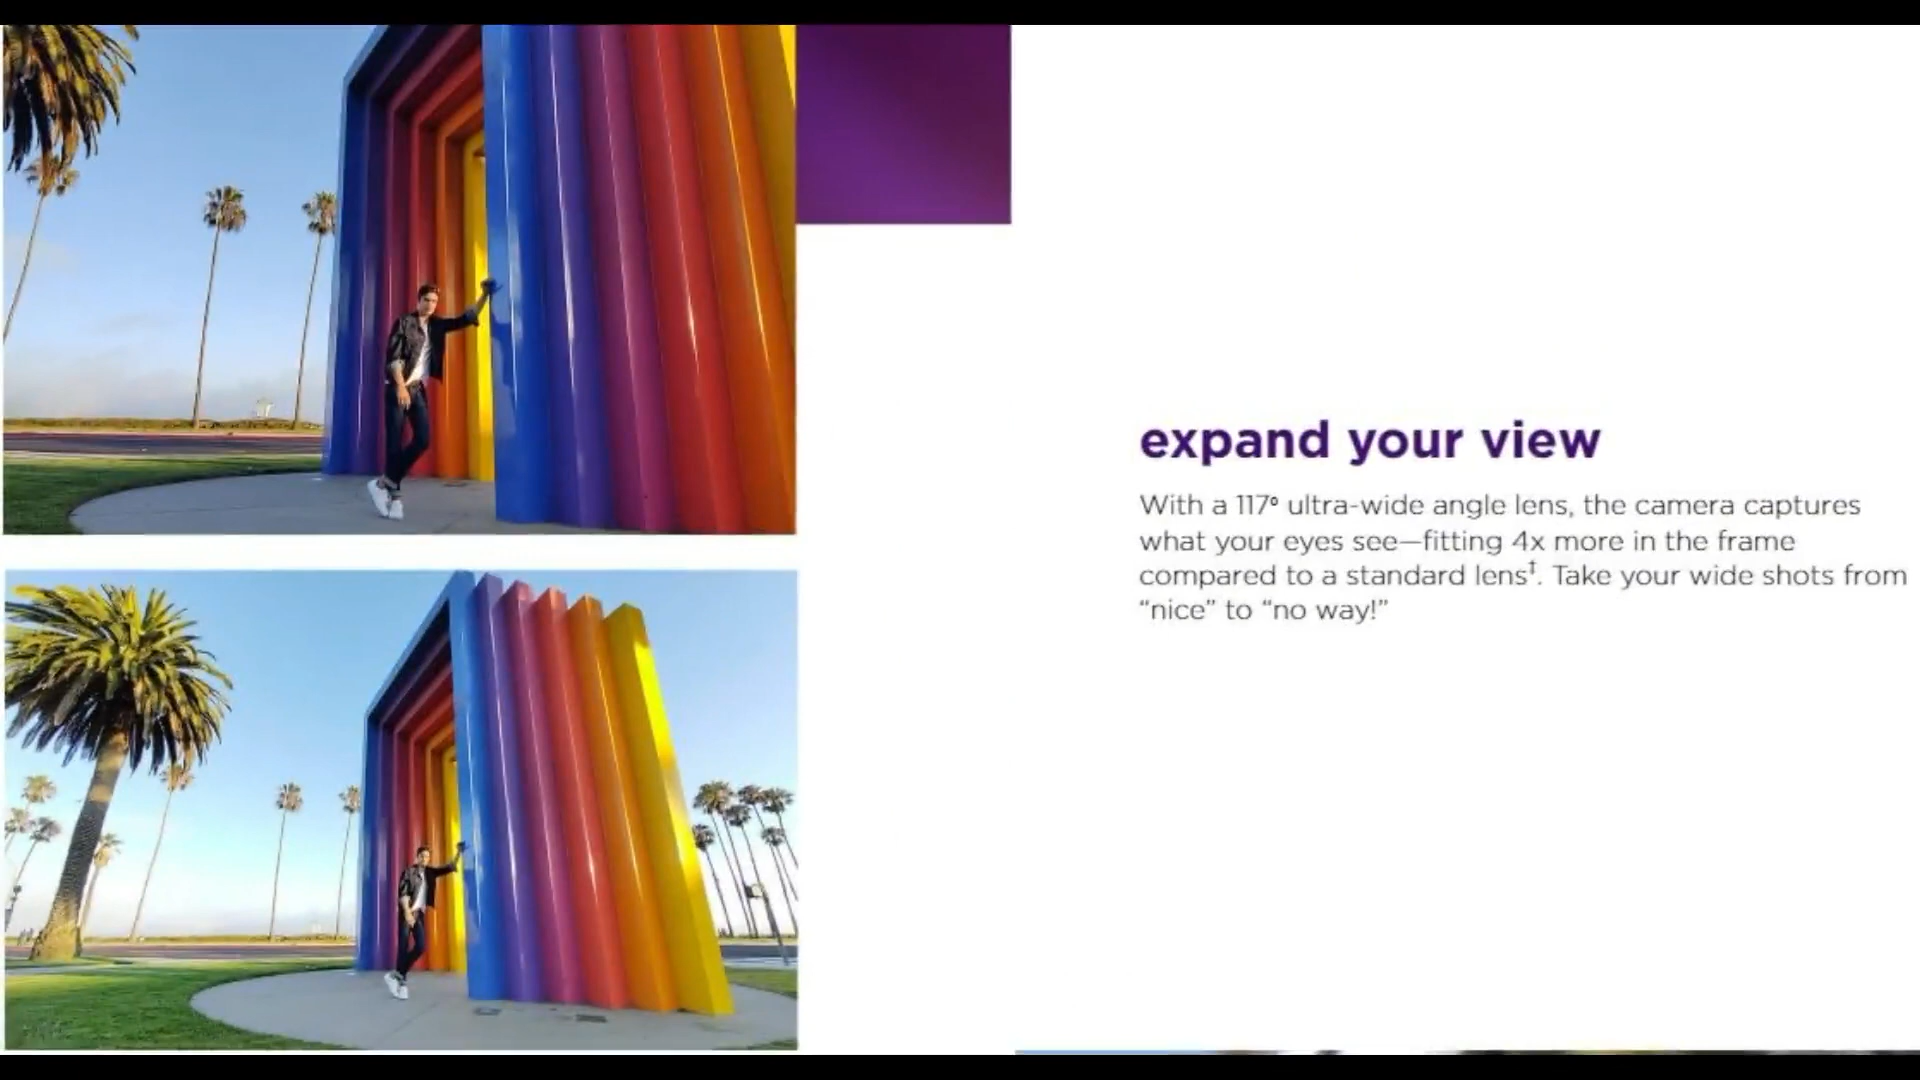 expand your view
With a 117° ultra-wide angle lens, the camera captures
what your eyes see—fitting 4x more in the frame
compared to a standard lens†. Take your wide shots from
“nice” to “no way!”